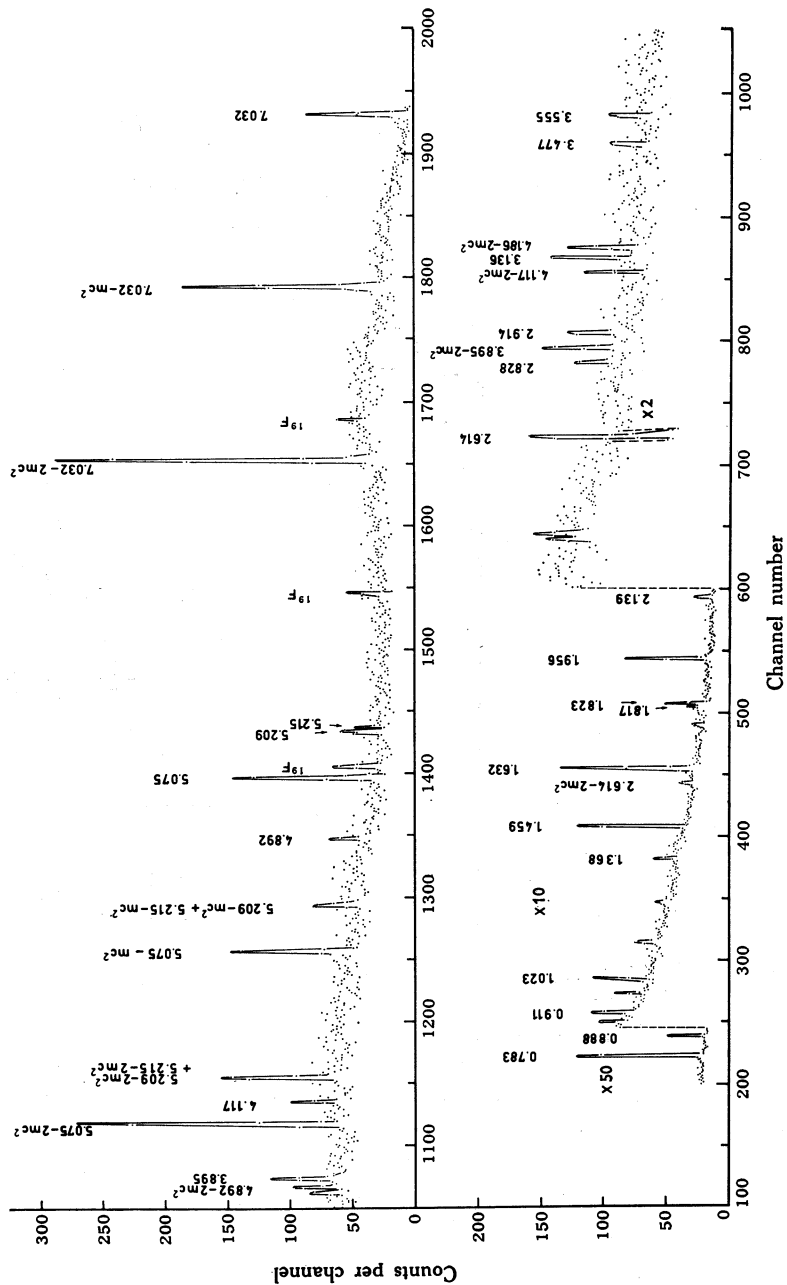 Counts per channel
300
250
200
150
100
50
0
4.892-2mc²
3.895
5.075-2mc²
4.117
5.209-2mc²
+ 5.215-2mc²
5.075 - mc²
5.209-mc²+ 5.215-mc²
4.892
5.075
¹⁹F
5.209
5.215
¹⁹F
7.032-2mc²
¹⁹F
7.032-mc²
7.032
1100
1200
1300
1400
1500
1600
1700
1800
1900
2000
200
150
100
50
0
X 50
0.783
0.888
0.911
1.023
X10
1.368
1.459
2.614-2mc²
1.632
1.817
1.823
1.956
2.139
2.614
X2
2.828
3.895-2mc²
2.914
4.117-2mc²
3.136
4.186-2mc²
3.477
3.555
100
200
300
400
500
600
700
800
900
1000
Channel number